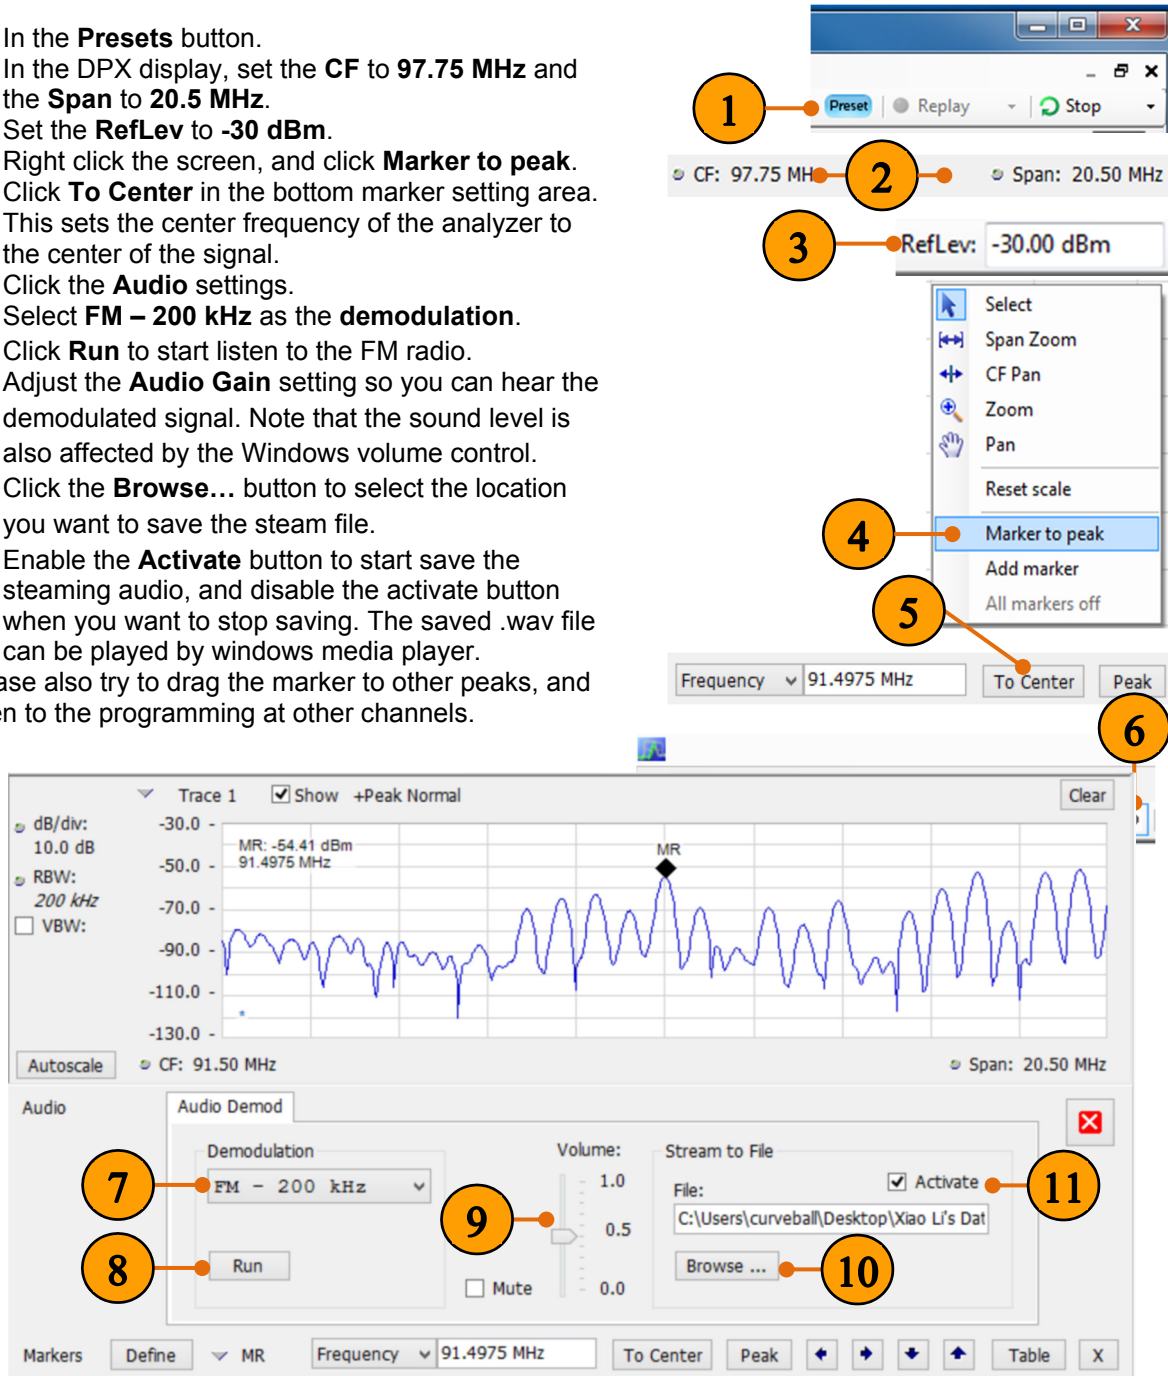 In the Presets button.
In the DPX display, set the CF to 97.75 MHz and
the Span to 20.5 MHz.
Set the RefLev to -30 dBm.
Right click the screen, and click Marker to peak.
Click To Center in the bottom marker setting area.
This sets the center frequency of the analyzer to
the center of the signal.
Click the Audio settings.
Select FM – 200 kHz as the demodulation.
Click Run to start listen to the FM radio.
Adjust the Audio Gain setting so you can hear the
demodulated signal. Note that the sound level is
also affected by the Windows volume control.
Click the Browse… button to select the location
you want to save the steam file.
Enable the Activate button to start save the
steaming audio, and disable the activate button
when you want to stop saving. The saved .wav file
can be played by windows media player.
ase also try to drag the marker to other peaks, and
en to the programming at other channels.
1
Preset Replay Stop
CF: 97.75 MH 2 Span: 20.50 MHz
3 RefLev: -30.00 dBm
Select
Span Zoom
CF Pan
Zoom
Pan
Reset scale
4 Marker to peak
Add marker
All markers off
5
Frequency 91.4975 MHz To Center Peak
6
Trace 1 Show +Peak Normal Clear
dB/div:
10.0 dB
RBW:
200 kHz
VBW:
-30.0 -
-50.0 -
-70.0 -
-90.0 -
-110.0 -
-130.0 -
MR: -54.41 dBm
91.4975 MHz
MR
Autoscale CF: 91.50 MHz Span: 20.50 MHz
Audio Audio Demod
Demodulation
7 FM - 200 kHz
8 Run
Volume:
1.0
9 0.5
0.0
Mute
Stream to File
File: Activate 11
C:\Users\curveball\Desktop\Xiao Li's Dat
Browse ... 10
Markers Define MR Frequency 91.4975 MHz To Center Peak Table X